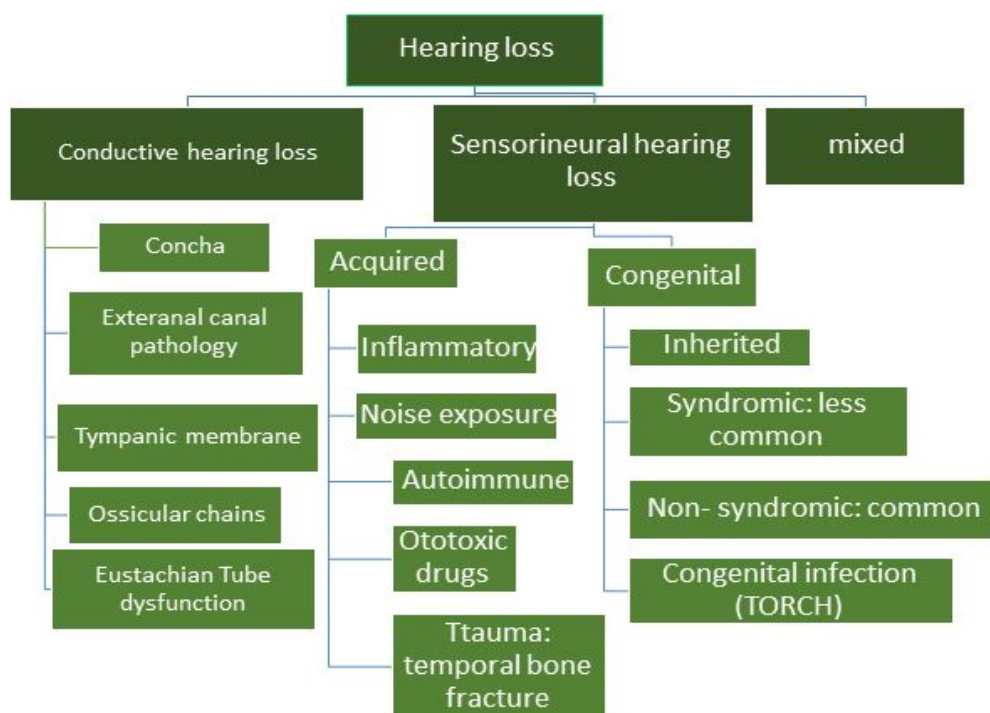 Hearing loss
Conductive hearing loss
Sensorineural hearing
loss
mixed
Concha
Exteranal canal
pathology
Tympanic membrane
Ossicular chains
Eustachian Tube
dysfunction
Acquired
Inflammatory
Noise exposure
Autoimmune
Ototoxic
drugs
Ttauma:
temporal bone
fracture
Congenital
Inherited
Syndromic: less
common
Non- syndromic: common
Congenital infection
(TORCH)